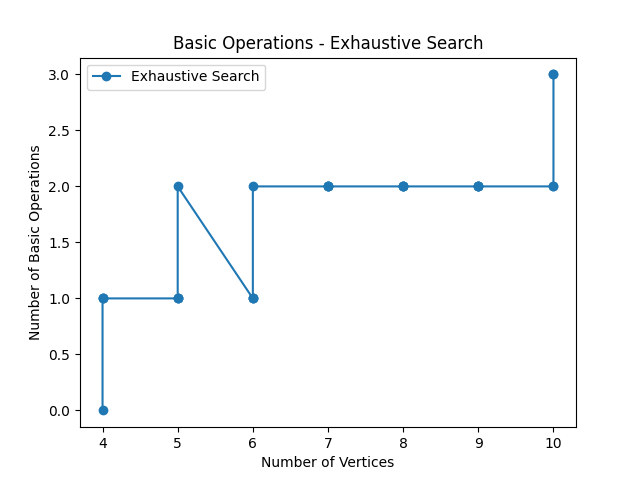 Basic Operations - Exhaustive Search
Exhaustive Search
Number of Basic Operations
3.0
2.5
2.0
1.5
1.0
0.5
0.0
4 5 6 7 8 9 10
Number of Vertices